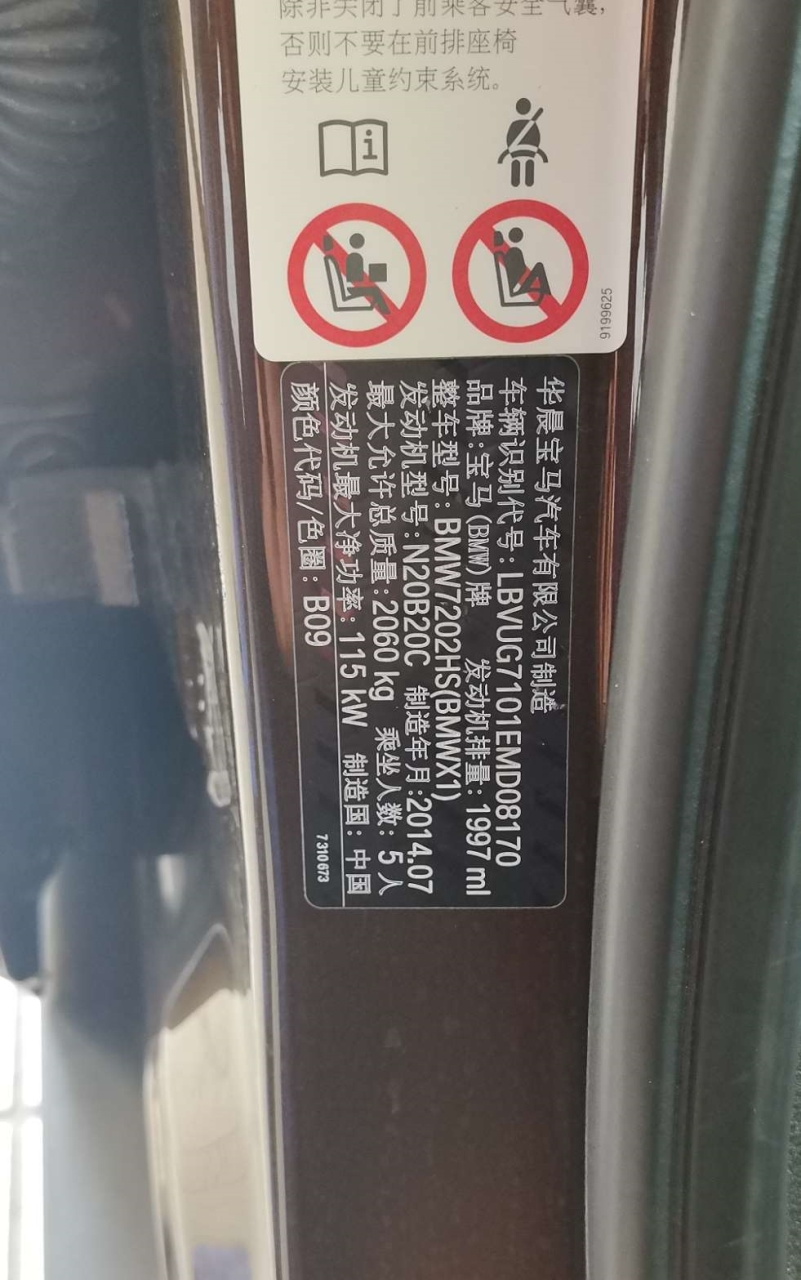 除非关闭了前乘客安全气囊，
否则不要在前排座椅
安装儿童约束系统。
9199625
华晨宝马汽车有限公司制造
车辆识别代号：LBVUG7101EMD08170
品牌：宝马(BMW)牌 发动机排量：1997 ml
整车型号：BMW7202HS(BMWX1)
发动机型号：N20B20C 制造年月：2014.07
最大允许总质量：2060 kg 乘坐人数：5 人
发动机最大净功率：115 kW 制造国：中国
颜色代码/色圈：B09
7310673